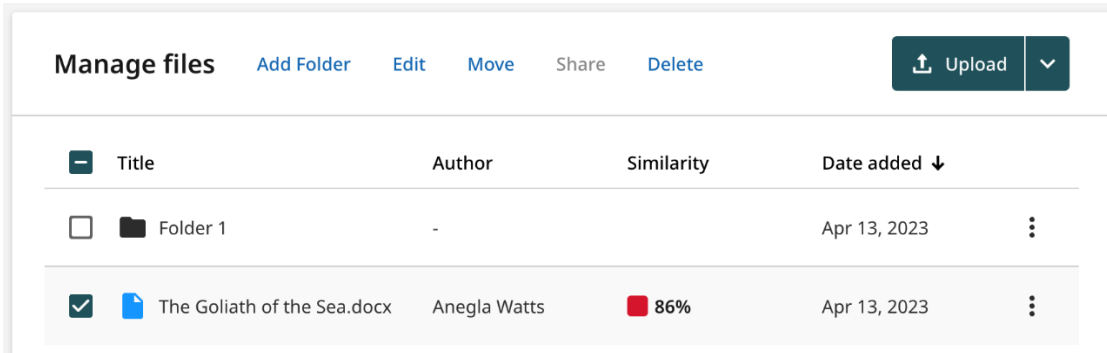 Manage files Add Folder Edit Move Share Delete Upload
Title Author Similarity Date added
Folder 1 - Apr 13, 2023
The Goliath of the Sea.docx Anegla Watts 86% Apr 13, 2023